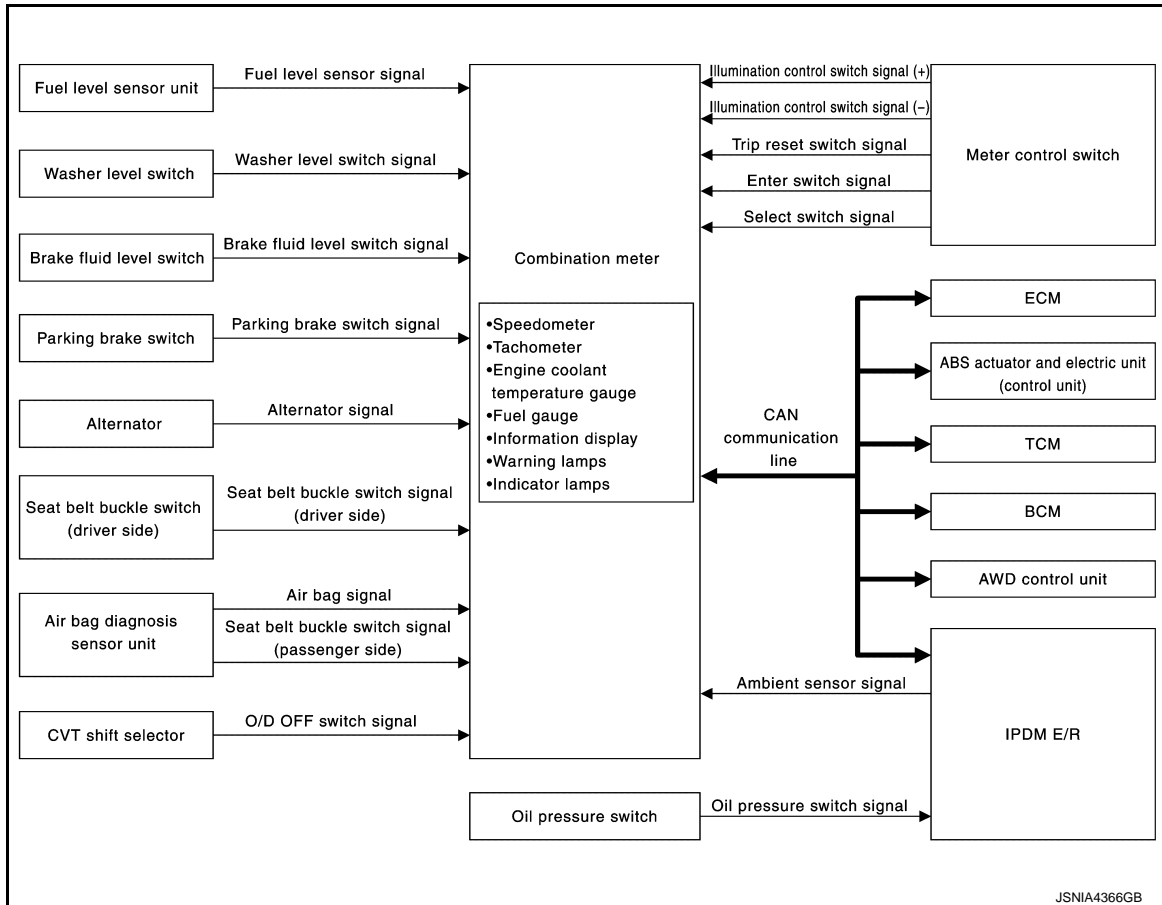 Fuel level sensor unit
Fuel level sensor signal
Washer level switch
Washer level switch signal
Brake fluid level switch
Brake fluid level switch signal
Parking brake switch
Parking brake switch signal
Alternator
Alternator signal
Seat belt buckle switch
(driver side)
Seat belt buckle switch signal
(driver side)
Air bag diagnosis
sensor unit
Air bag signal
Seat belt buckle switch signal
(passenger side)
CVT shift selector
O/D OFF switch signal
Combination meter
•Speedometer
•Tachometer
•Engine coolant
temperature gauge
•Fuel gauge
•Information display
•Warning lamps
•Indicator lamps
Illumination control switch signal (+)
Illumination control switch signal (−)
Trip reset switch signal
Enter switch signal
Select switch signal
Meter control switch
CAN
communication
line
ECM
ABS actuator and electric unit
(control unit)
TCM
BCM
AWD control unit
Ambient sensor signal
IPDM E/R
Oil pressure switch
Oil pressure switch signal
JSNIA4366GB